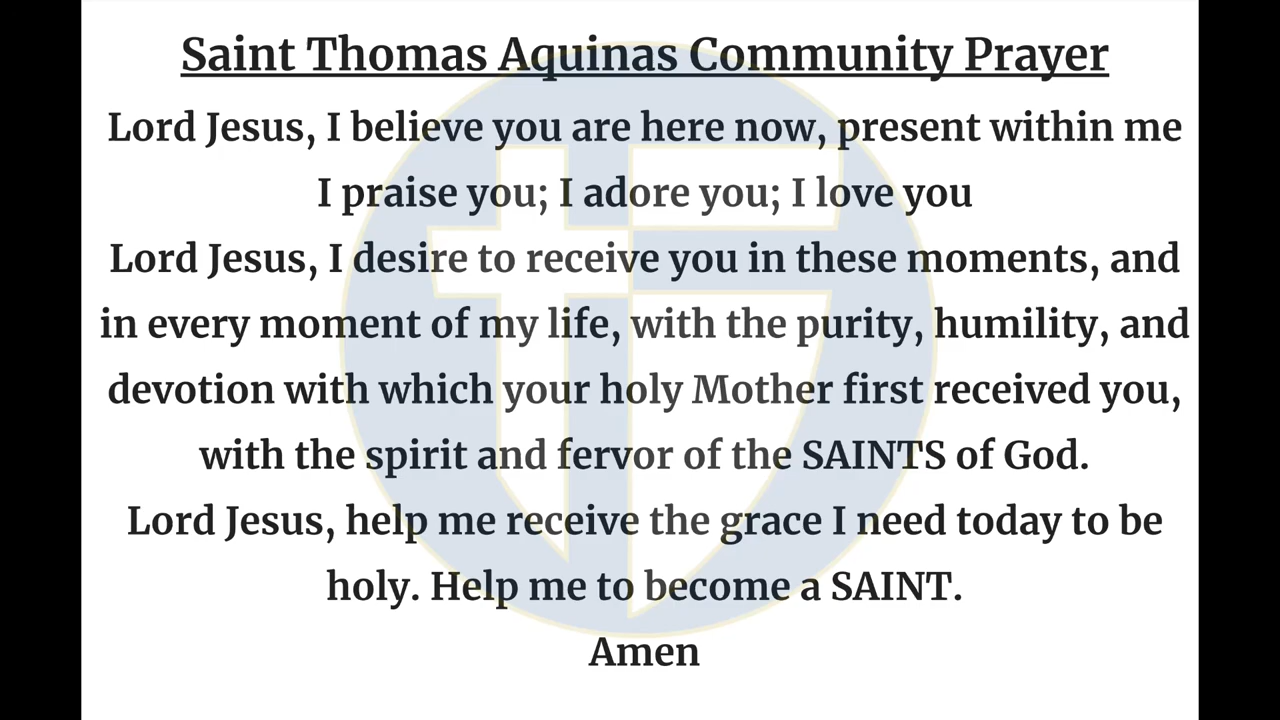 Saint Thomas Aquinas Community Prayer
Lord Jesus, I believe you are here now, present within me
I praise you; I adore you; I love you
Lord Jesus, I desire to receive you in these moments, and
in every moment of my life, with the purity, humility, and
devotion with which your holy Mother first received you,
with the spirit and fervor of the SAINTS of God.
Lord Jesus, help me receive the grace I need today to be
holy. Help me to become a SAINT.
Amen